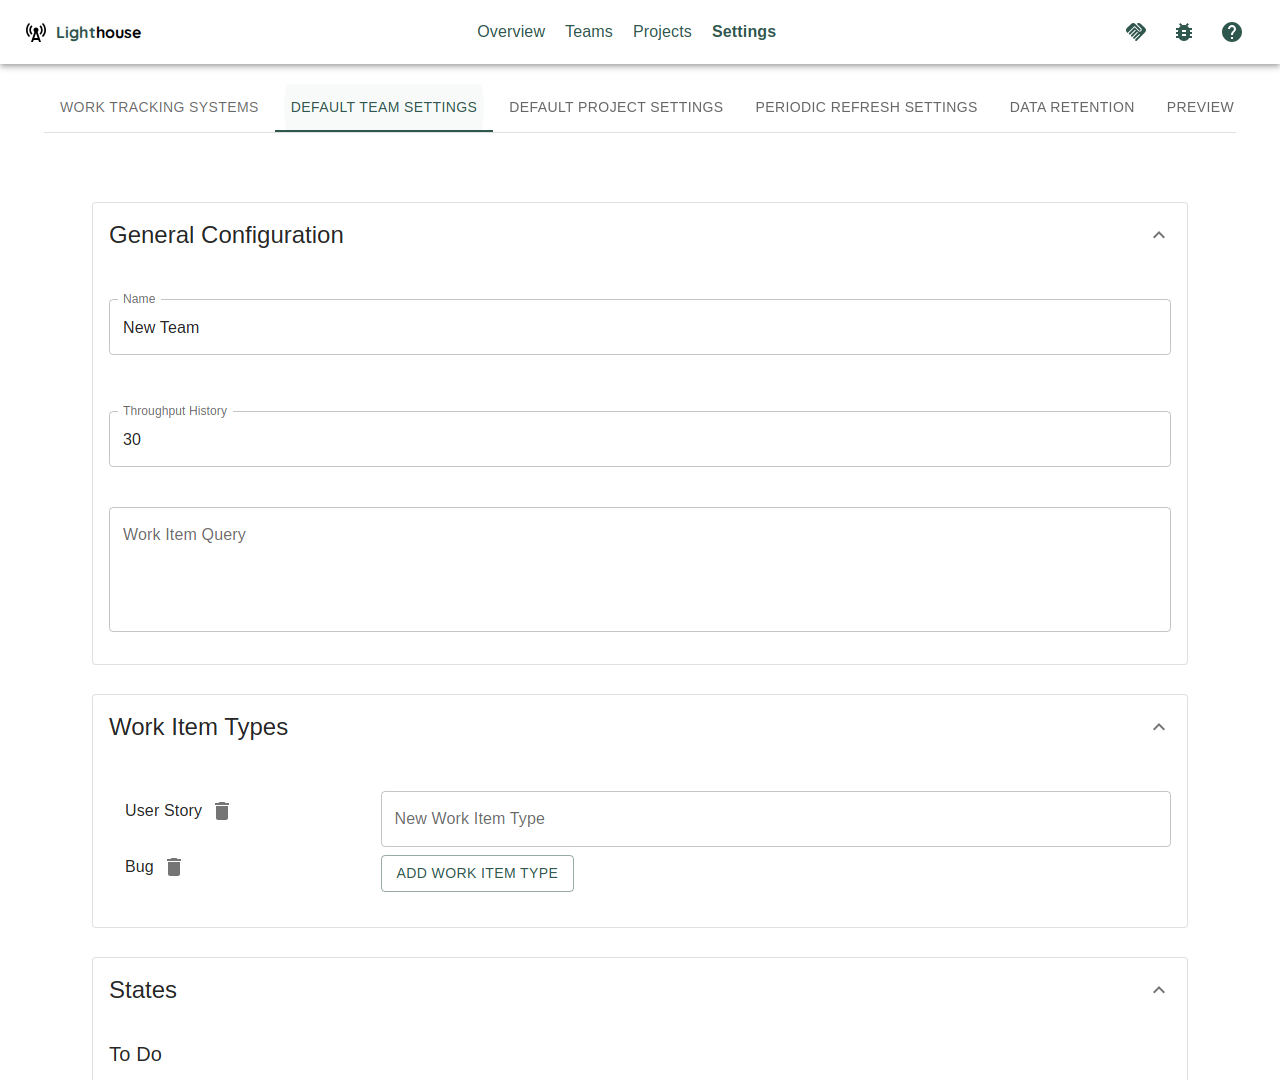 Lighthouse
Overview Teams Projects Settings
WORK TRACKING SYSTEMS DEFAULT TEAM SETTINGS DEFAULT PROJECT SETTINGS PERIODIC REFRESH SETTINGS DATA RETENTION PREVIEW
General Configuration
Name
New Team
Throughput History
30
Work Item Query
Work Item Types
User Story
New Work Item Type
Bug
ADD WORK ITEM TYPE
States
To Do